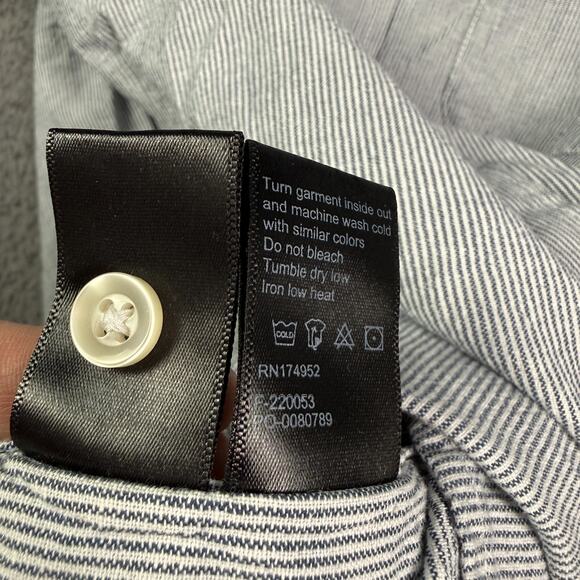 Turn garment inside out
and machine wash cold
with similar colors
Do not bleach
Tumble dry low
Iron low heat
COLD
RN174952
F-220053
PO-0080789